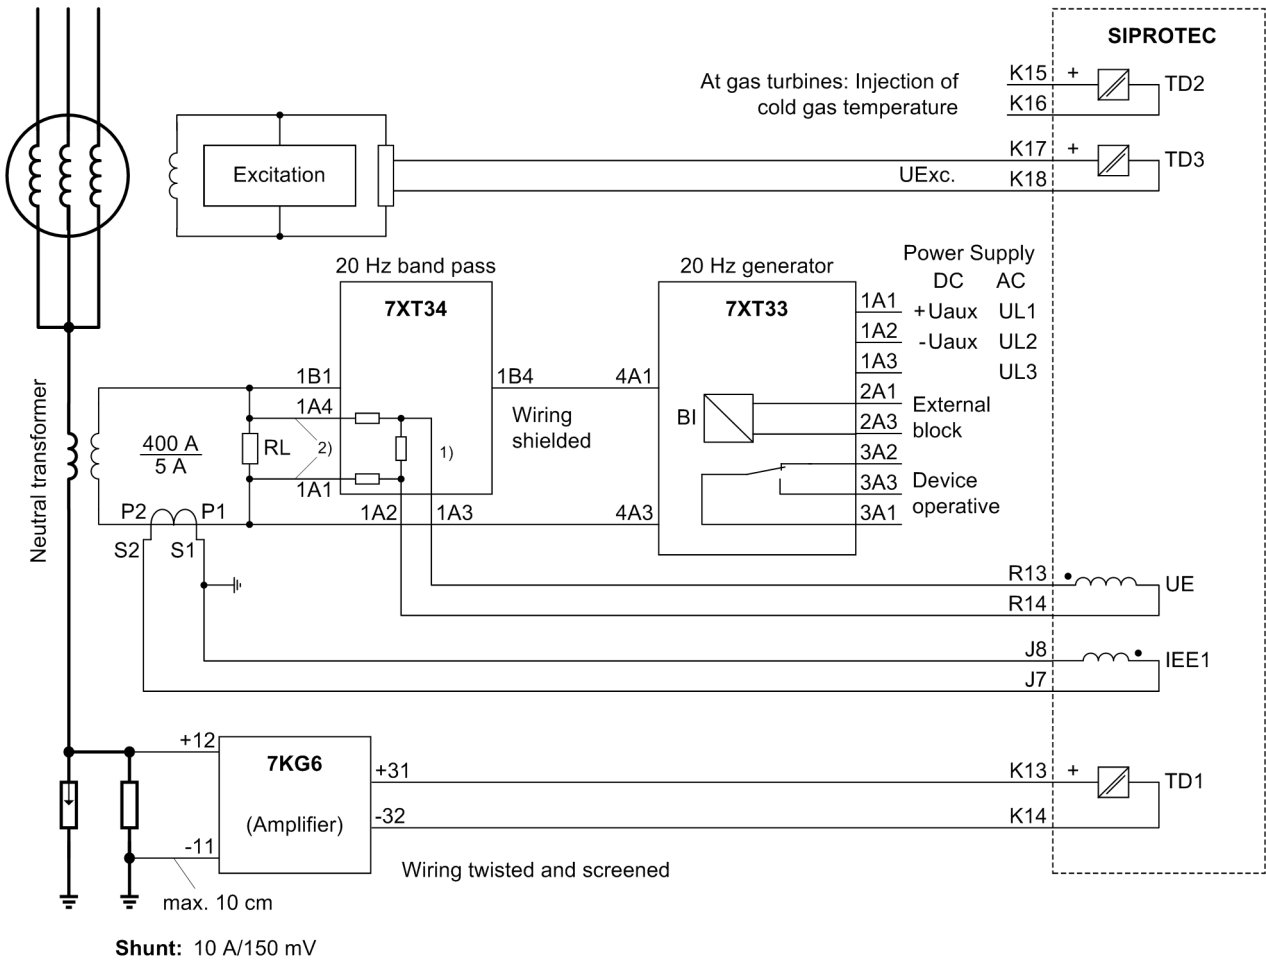 SIPROTEC
At gas turbines: Injection of
cold gas temperature
K15 +
TD2
K16
K17 +
TD3
UExc.
K18
Excitation
20 Hz band pass
7XT34
20 Hz generator
7XT33
Power Supply
DC AC
1A1
+Uaux UL1
1A2
-Uaux UL2
1A3
UL3
2A1
External
block
2A3
BI
3A2
3A3
Device
operative
3A1
1B1
1B4
4A1
1A4
Wiring
shielded
Neutral transformer
400 A
5 A
RL
2)
1)
1A1
P2 P1
1A2 1A3
4A3
S2 S1
R13
UE
R14
J8
IEE1
J7
+12
7KG6
+31
K13 +
TD1
(Amplifier)
-32
K14
-11
Wiring twisted and screened
max. 10 cm
Shunt: 10 A/150 mV